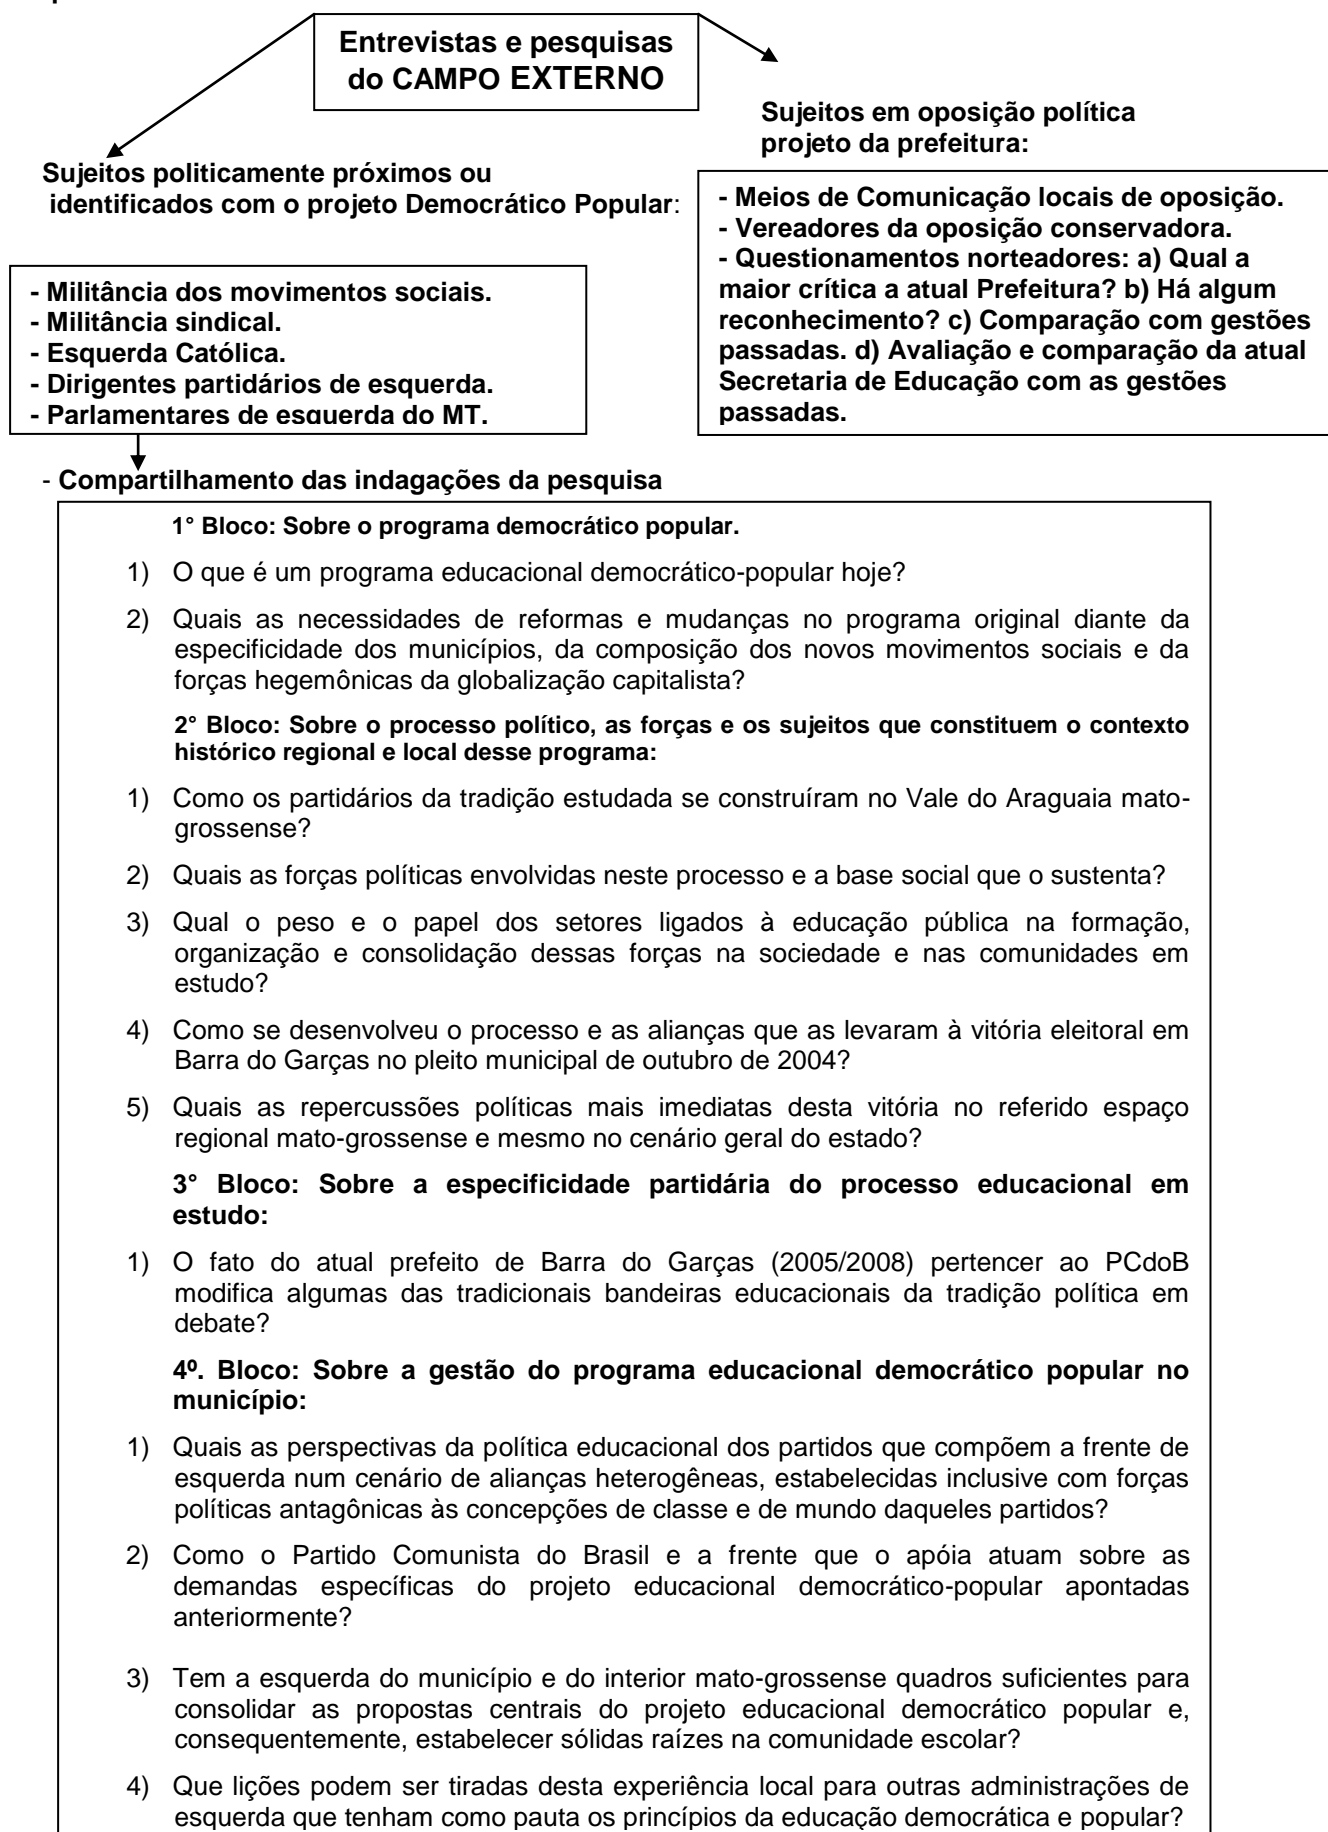 Entrevistas e pesquisas
do CAMPO EXTERNO
Sujeitos em oposição política
projeto da prefeitura:
Sujeitos politicamente próximos ou
identificados com o projeto Democrático Popular:
- Meios de Comunicação locais de oposição.
- Vereadores da oposição conservadora.
- Questionamentos norteadores: a) Qual a
maior crítica a atual Prefeitura? b) Há algum
reconhecimento? c) Comparação com gestões
passadas. d) Avaliação e comparação da atual
Secretaria de Educação com as gestões
passadas.
- Militância dos movimentos sociais.
- Militância sindical.
- Esquerda Católica.
- Dirigentes partidários de esquerda.
- Parlamentares de esquerda do MT.
- Compartilhamento das indagações da pesquisa
1° Bloco: Sobre o programa democrático popular.
1) O que é um programa educacional democrático-popular hoje?
2) Quais as necessidades de reformas e mudanças no programa original diante da
especificidade dos municípios, da composição dos novos movimentos sociais e da
forças hegemônicas da globalização capitalista?
2° Bloco: Sobre o processo político, as forças e os sujeitos que constituem o contexto
histórico regional e local desse programa:
1) Como os partidários da tradição estudada se construíram no Vale do Araguaia mato-
grossense?
2) Quais as forças políticas envolvidas neste processo e a base social que o sustenta?
3) Qual o peso e o papel dos setores ligados à educação pública na formação,
organização e consolidação dessas forças na sociedade e nas comunidades em
estudo?
4) Como se desenvolveu o processo e as alianças que as levaram à vitória eleitoral em
Barra do Garças no pleito municipal de outubro de 2004?
5) Quais as repercussões políticas mais imediatas desta vitória no referido espaço
regional mato-grossense e mesmo no cenário geral do estado?
3° Bloco: Sobre a especificidade partidária do processo educacional em
estudo:
1) O fato do atual prefeito de Barra do Garças (2005/2008) pertencer ao PCdoB
modifica algumas das tradicionais bandeiras educacionais da tradição política em
debate?
4º. Bloco: Sobre a gestão do programa educacional democrático popular no
município:
1) Quais as perspectivas da política educacional dos partidos que compõem a frente de
esquerda num cenário de alianças heterogêneas, estabelecidas inclusive com forças
políticas antagônicas às concepções de classe e de mundo daqueles partidos?
2) Como o Partido Comunista do Brasil e a frente que o apóia atuam sobre as
demandas específicas do projeto educacional democrático-popular apontadas
anteriormente?
3) Tem a esquerda do município e do interior mato-grossense quadros suficientes para
consolidar as propostas centrais do projeto educacional democrático popular e,
consequentemente, estabelecer sólidas raízes na comunidade escolar?
4) Que lições podem ser tiradas desta experiência local para outras administrações de
esquerda que tenham como pauta os princípios da educação democrática e popular?